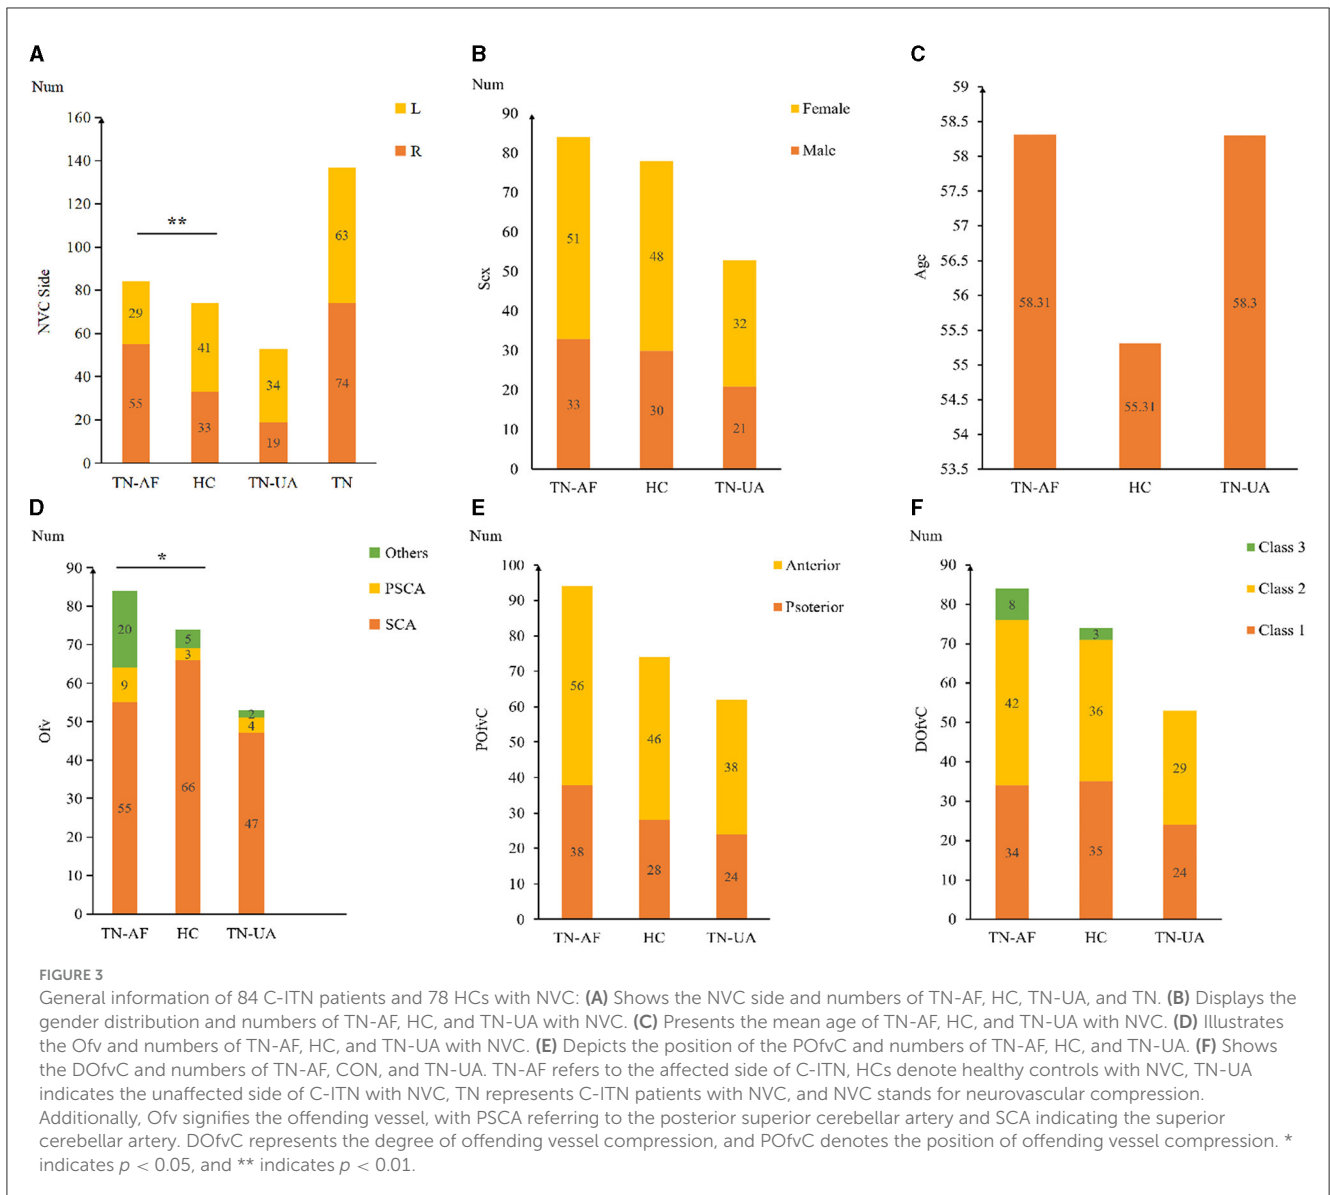 A
Num
L
R
NVC Side
160
140
120
100
80
60
40
20
0
**
29
55
41
33
34
19
63
74
TN-AF HC TN-UA TN
B
Num
Female
Male
Sex
90
80
70
60
50
40
30
20
10
0
51
33
48
30
32
21
TN-AF HC TN-UA
C
Age
59
58.5
58
57.5
57
56.5
56
55.5
55
54.5
54
53.5
58.31
55.31
58.3
TN-AF HC TN-UA
D
Num
Others
PSCA
SCA
Ofv
90
80
70
60
50
40
30
20
10
0
*
20
9
55
5
3
66
2
4
47
TN-AF HC TN-UA
E
Num
Anterior
Psoterior
POfvC
100
90
80
70
60
50
40
30
20
10
0
56
38
46
28
38
24
TN-AF HC TN-UA
F
Num
Class 3
Class 2
Class 1
DOfvC
90
80
70
60
50
40
30
20
10
0
8
42
34
3
36
35
29
24
TN-AF HC TN-UA
FIGURE 3
General information of 84 C-ITN patients and 78 HCs with NVC: (A) Shows the NVC side and numbers of TN-AF, HC, TN-UA, and TN. (B) Displays the
gender distribution and numbers of TN-AF, HC, and TN-UA with NVC. (C) Presents the mean age of TN-AF, HC, and TN-UA with NVC. (D) Illustrates
the Ofv and numbers of TN-AF, HC, and TN-UA with NVC. (E) Depicts the position of the POfvC and numbers of TN-AF, HC, and TN-UA. (F) Shows
the DOfvC and numbers of TN-AF, CON, and TN-UA. TN-AF refers to the affected side of C-ITN, HCs denote healthy controls with NVC, TN-UA
indicates the unaffected side of C-ITN with NVC, TN represents C-ITN patients with NVC, and NVC stands for neurovascular compression.
Additionally, Ofv signifies the offending vessel, with PSCA referring to the posterior superior cerebellar artery and SCA indicating the superior
cerebellar artery. DOfvC represents the degree of offending vessel compression, and POfvC denotes the position of offending vessel compression. *
indicates p < 0.05, and ** indicates p < 0.01.